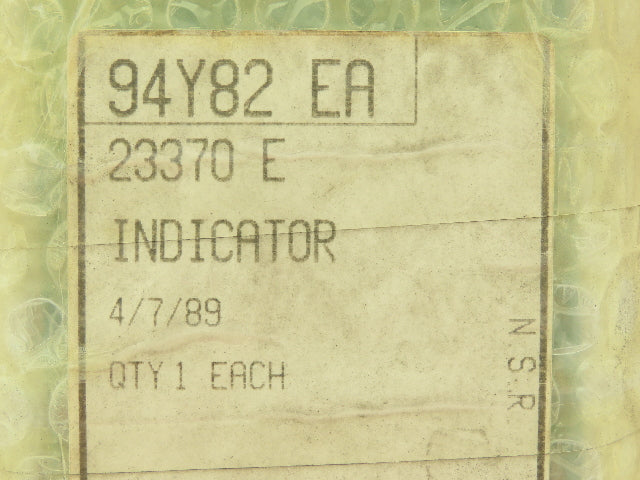 94Y82 EA
23370 E
INDICATOR
4/7/89
QTY 1 EACH
N.S.R.